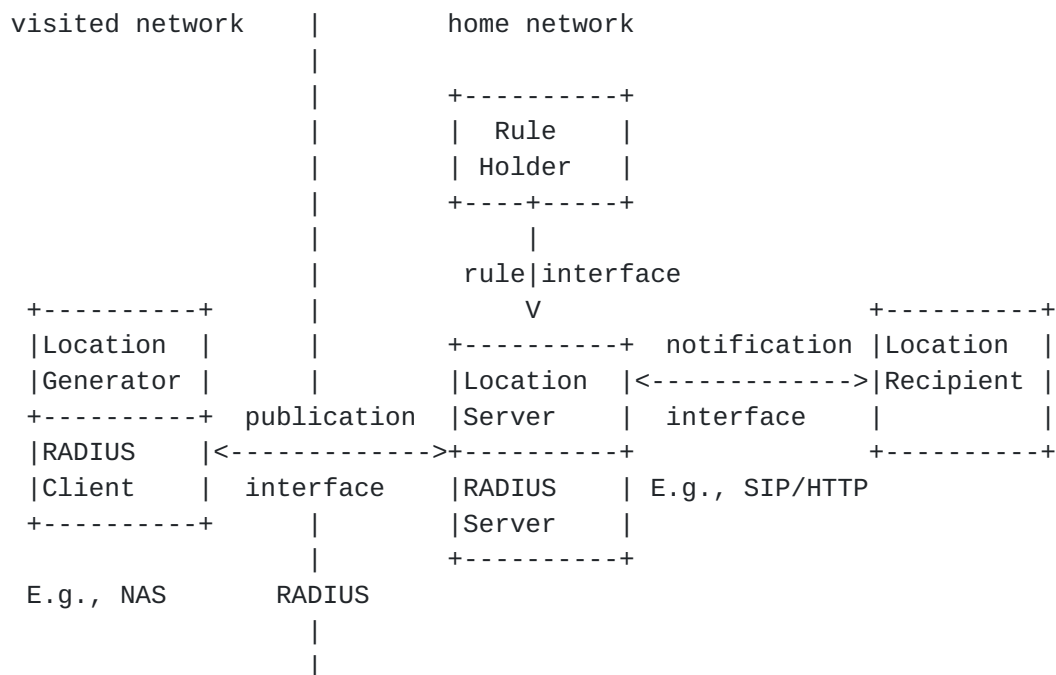 visited network | home network
|
| +----------+
| | Rule |
| | Holder |
| +----+-----+
| |
| rule|interface
+----------+ | V +----------+
|Location | | +----------+ notification |Location |
|Generator | | |Location |<------------->|Recipient |
+----------+ publication |Server | interface | |
|RADIUS |<------------->+----------+ +----------+
|Client | interface |RADIUS | E.g., SIP/HTTP
+----------+ | |Server |
| +----------+
E.g., NAS RADIUS
|
|